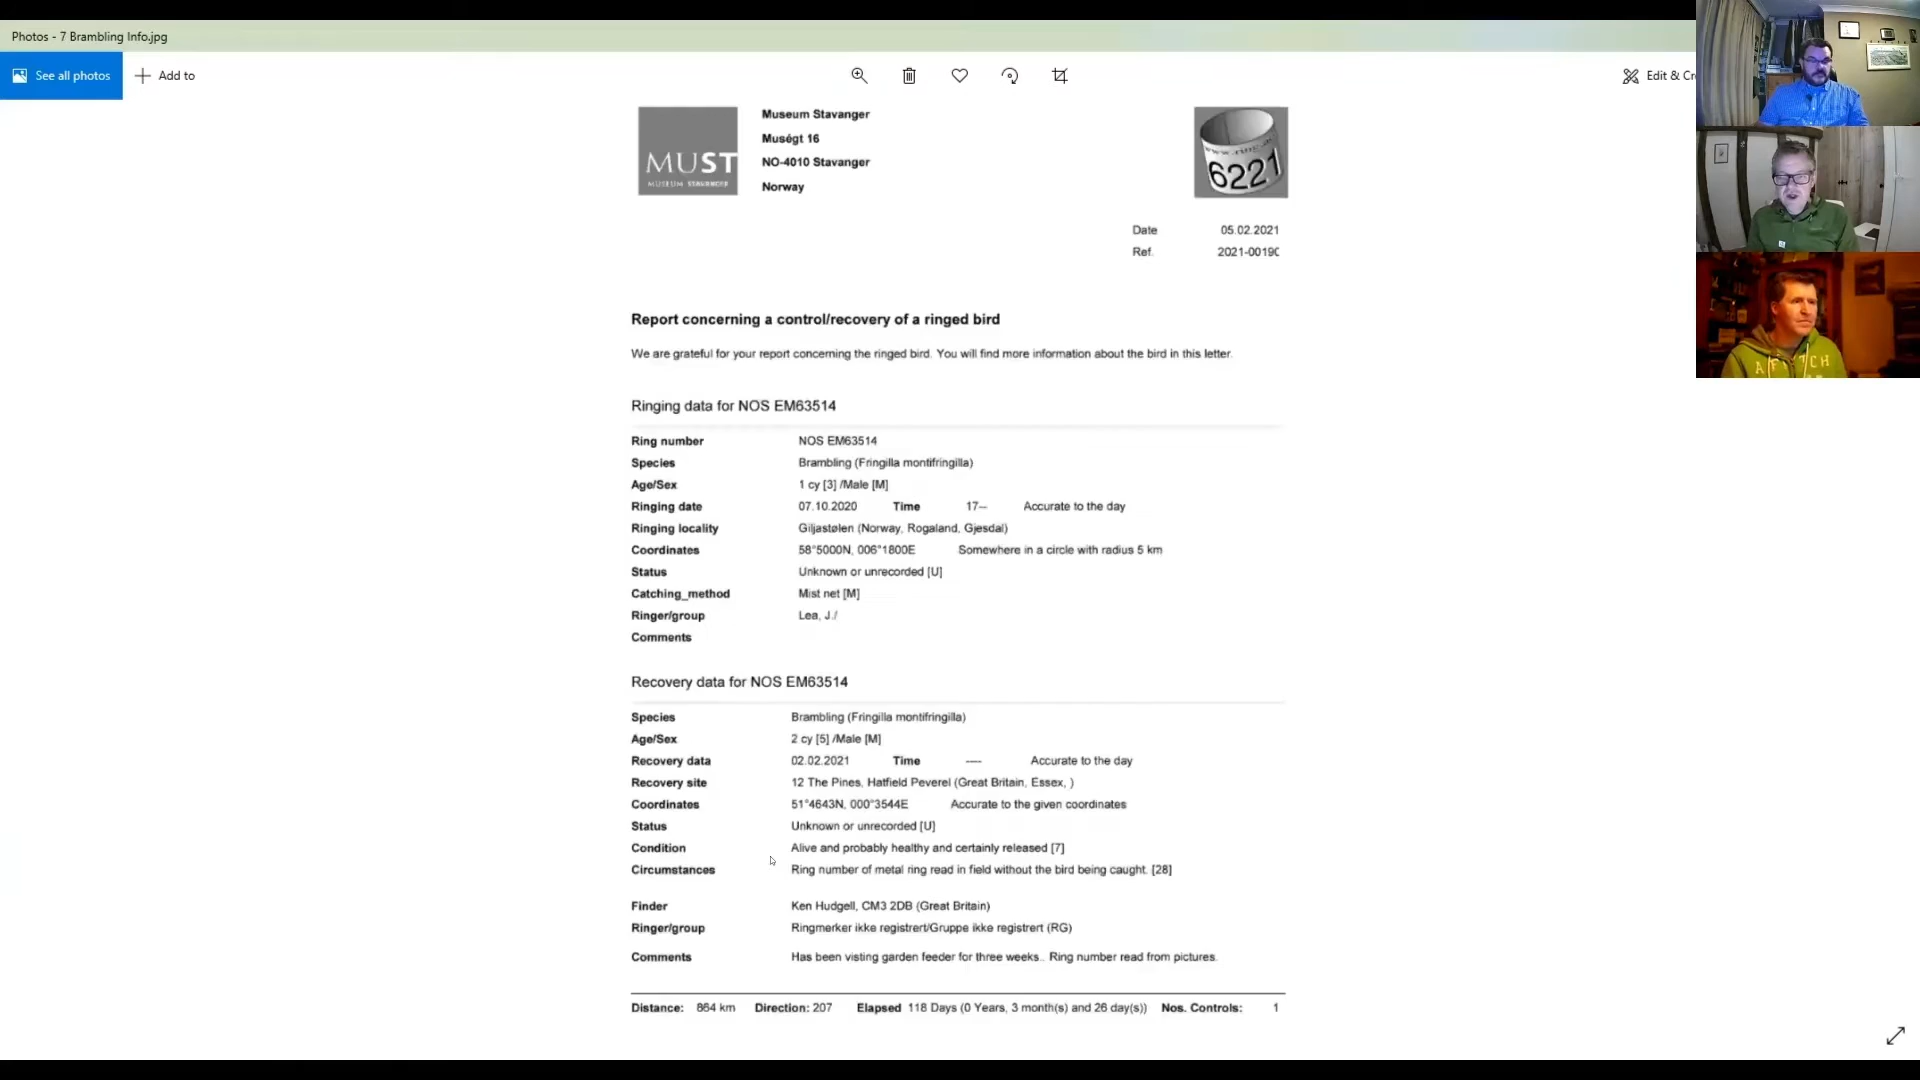 Photos - 7 Brambling Info.jpg
See all photos
Add to
Edit & Cr
MUST
MUSEUM STAVANGER
Museum Stavanger
Muségt 16
NO-4010 Stavanger
Norway
6221
Date 05.02.2021
Ref. 2021-0019
Report concerning a control/recovery of a ringed bird
We are grateful for your report concerning the ringed bird. You will find more information about the bird in this letter.
Ringing data for NOS EM63514
Ring number NOS EM63514
Species Brambling (Fringilla montifringilla)
Age/Sex 1 cy [3] /Male [M]
Ringing date 07.10.2020 Time 17-- Accurate to the day
Ringing locality Giljastølen (Norway, Rogaland, Gjesdal)
Coordinates 58°5000N, 006°1800E Somewhere in a circle with radius 5 km
Status Unknown or unrecorded [U]
Catching_method Mist net [M]
Ringer/group Lea, J./
Comments
Recovery data for NOS EM63514
Species Brambling (Fringilla montifringilla)
Age/Sex 2 cy [5] /Male [M]
Recovery data 02.02.2021 Time ---- Accurate to the day
Recovery site 12 The Pines, Hatfield Peverel (Great Britain, Essex, )
Coordinates 51°4643N, 000°3544E Accurate to the given coordinates
Status Unknown or unrecorded [U]
Condition Alive and probably healthy and certainly released [7]
Circumstances Ring number of metal ring read in field without the bird being caught. [28]
Finder Ken Hudgell, CM3 2DB (Great Britain)
Ringer/group Ringmerker ikke registrert/Gruppe ikke registrert (RG)
Comments Has been visting garden feeder for three weeks.. Ring number read from pictures.
Distance: 864 km Direction: 207 Elapsed 118 Days (0 Years, 3 month(s) and 26 day(s)) Nos. Controls: 1